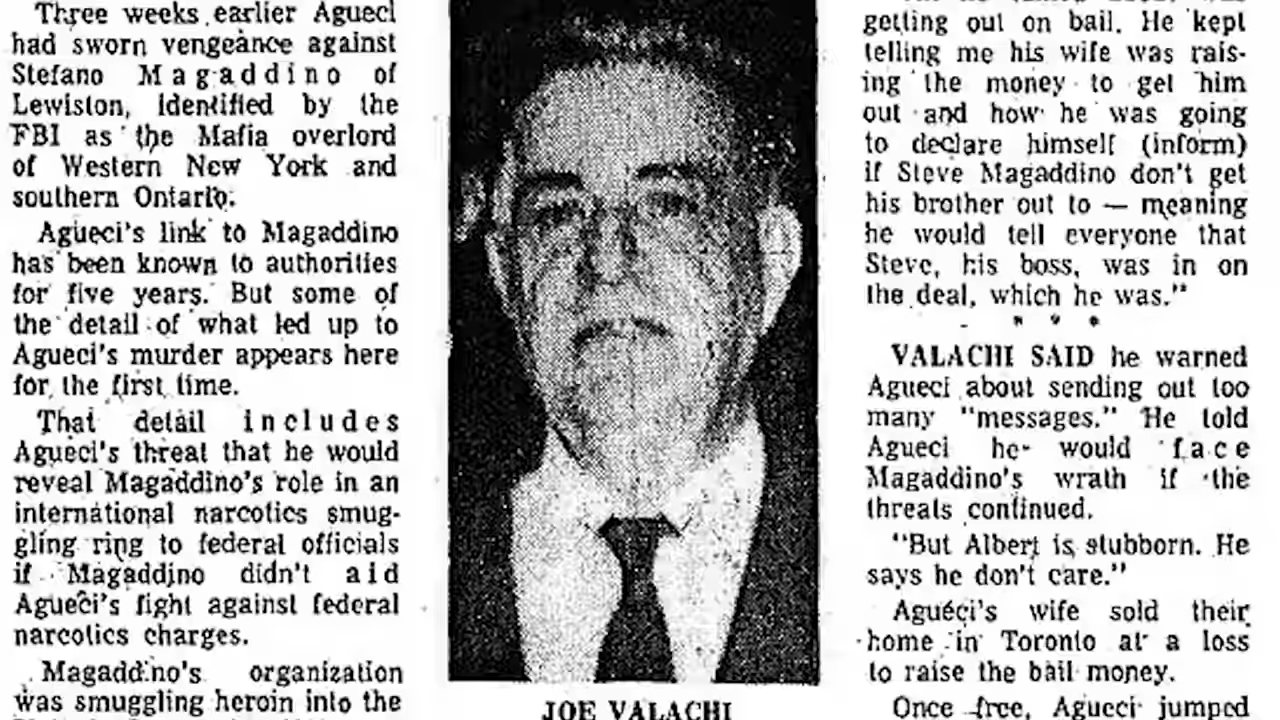 Three weeks earlier Agueci
had sworn vengeance against
Stefano Magaddino of
Lewiston, identified by the
FBI as the Mafia overlord
of Western New York and
southern Ontario.
Agueci's link to Magaddino
has been known to authorities
for five years. But some of
the detail of what led up to
Agueci's murder appears here
for the first time.
That detail includes
Agueci's threat that he would
reveal Magaddino's role in an
international narcotics smug-
gling ring to federal officials
if Magaddino didn't aid
Agueci's fight against federal
narcotics charges.
Magaddino's organization
was smuggling heroin into the
JOE VALACHI
getting out on bail. He kept
telling me his wife was rais-
ing the money to get him
out and how he was going
to declare himself (inform)
if Steve Magaddino don't get
his brother out to — meaning
he would tell everyone that
Steve, his boss, was in on
the deal, which he was."
* * *
VALACHI SAID he warned
Agueci about sending out too
many "messages." He told
Agueci he would face
Magaddino's wrath if the
threats continued.
"But Albert is stubborn. He
says he don't care."
Agueci's wife sold their
home in Toronto at a loss
to raise the bail money.
Once free, Agueci jumped